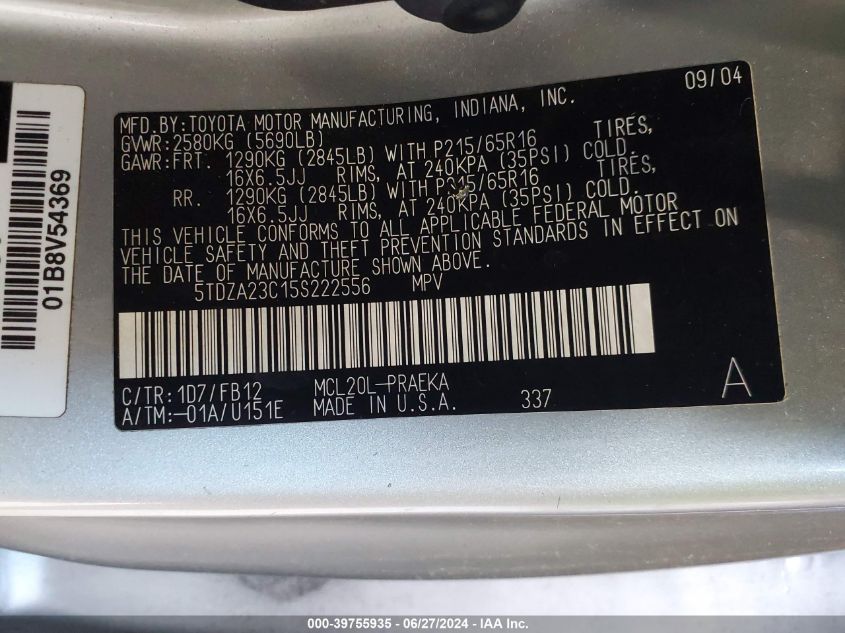 09/04
MFD.BY:TOYOTA MOTOR MANUFACTURING, INDIANA, INC.
GVWR:2580KG (5690LB)
GAWR:FRT. 1290KG (2845LB) WITH P215/65R16 TIRES,
16X6.5JJ RIMS, AT 240KPA (35PSI) COLD.
RR. 1290KG (2845LB) WITH P215/65R16 TIRES,
16X6.5JJ RIMS, AT 240KPA (35PSI) COLD.
THIS VEHICLE CONFORMS TO ALL APPLICABLE FEDERAL MOTOR
VEHICLE SAFETY AND THEFT PREVENTION STANDARDS IN EFFECT ON
THE DATE OF MANUFACTURE SHOWN ABOVE.
5TDZA23C15S222556 MPV
C/TR:1D7/FB12 MCL20L-PRAEKA
A/TM:-01A/U151E MADE IN U.S.A. 337
A
01B8V54369
000-39755935 - 06/27/2024 - IAA Inc.